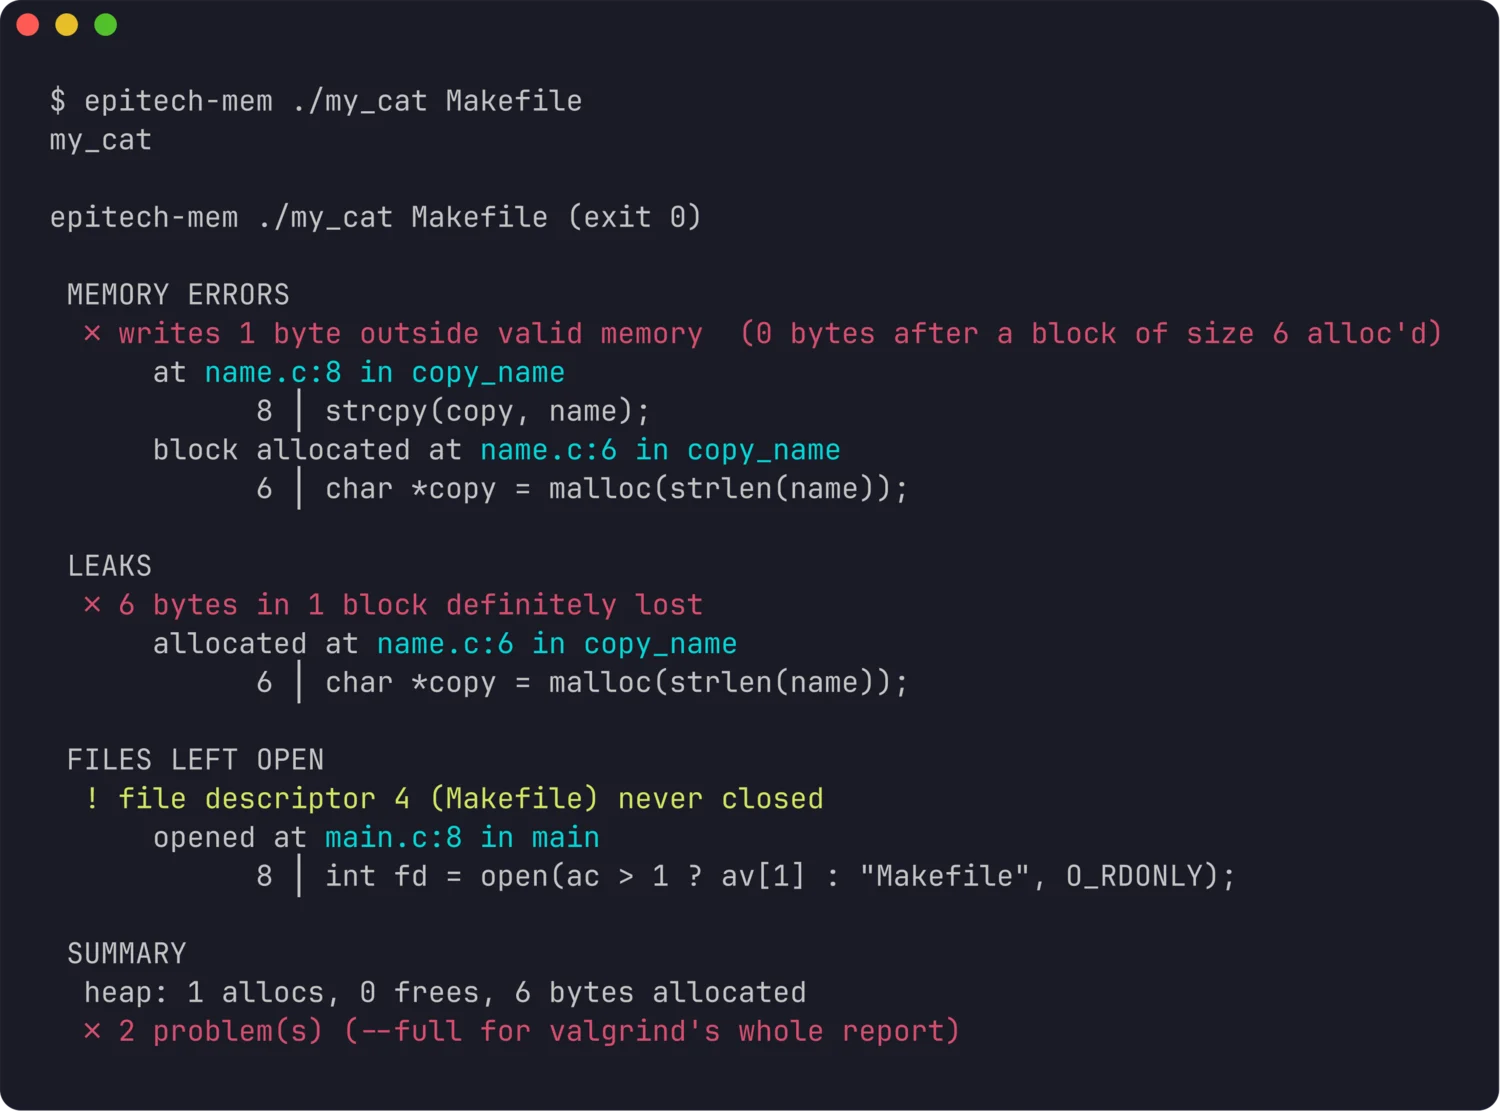 $ epitech-mem ./my_cat Makefile
my_cat
epitech-mem ./my_cat Makefile (exit 0)
MEMORY ERRORS
× writes 1 byte outside valid memory  (0 bytes after a block of size 6 alloc'd)
at name.c:8 in copy_name
8 │ strcpy(copy, name);
block allocated at name.c:6 in copy_name
6 │ char *copy = malloc(strlen(name));
LEAKS
× 6 bytes in 1 block definitely lost
allocated at name.c:6 in copy_name
6 │ char *copy = malloc(strlen(name));
FILES LEFT OPEN
! file descriptor 4 (Makefile) never closed
opened at main.c:8 in main
8 │ int fd = open(ac > 1 ? av[1] : "Makefile", O_RDONLY);
SUMMARY
heap: 1 allocs, 0 frees, 6 bytes allocated
× 2 problem(s) (--full for valgrind's whole report)